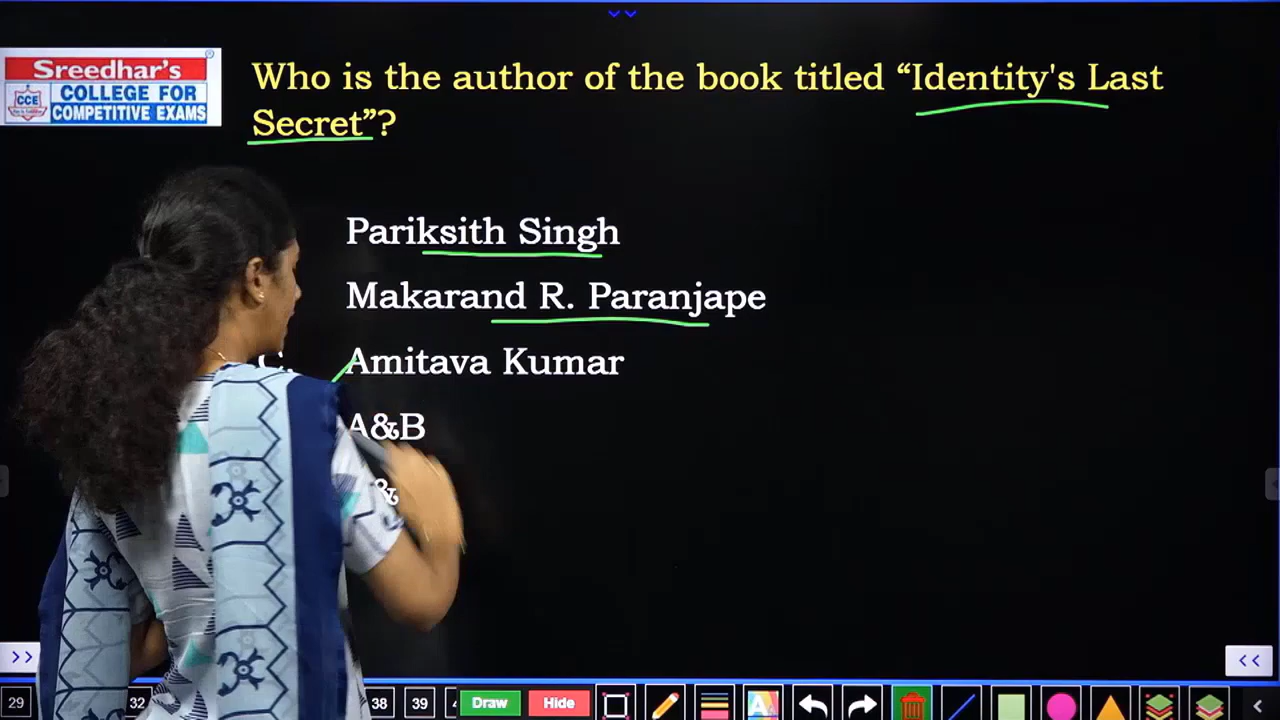 Sreedhar's
CCE
COLLEGE FOR
COMPETITIVE EXAMS
Who is the author of the book titled “Identity's Last
Secret”?
Pariksith Singh
Makarand R. Paranjape
C. Amitava Kumar
A&B
&
29
32
38
39
Draw
Hide